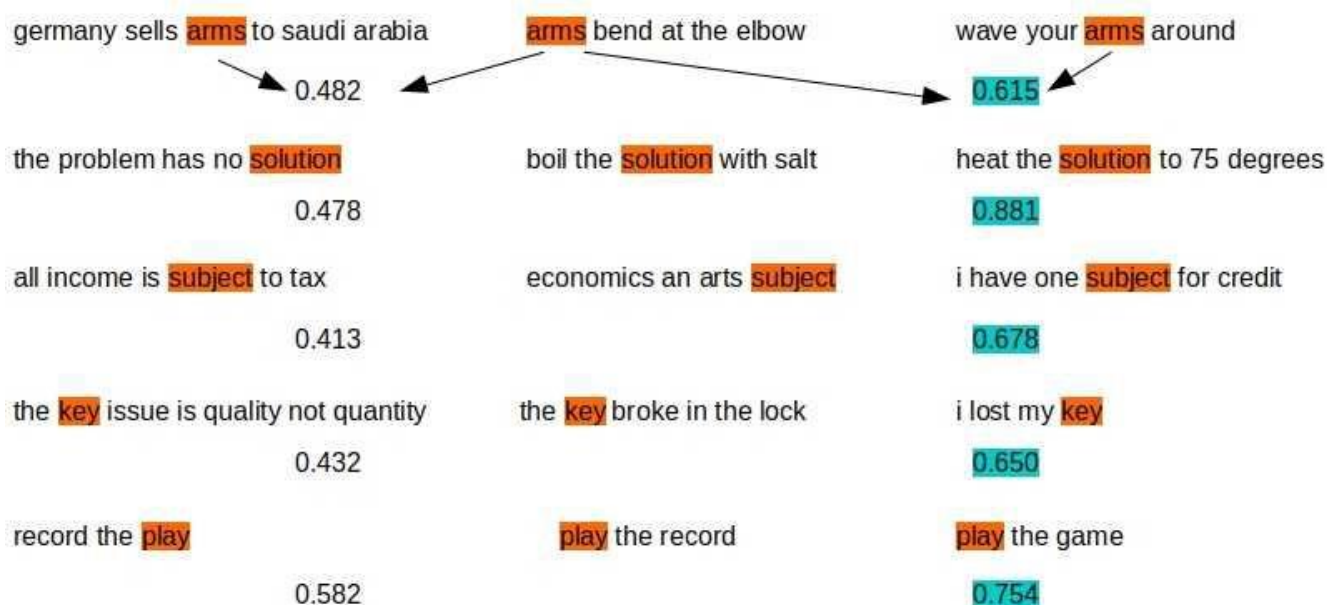 germany sells arms to saudi arabia arms bend at the elbow wave your arms around
0.482 0.615
the problem has no solution boil the solution with salt heat the solution to 75 degrees
0.478 0.881
all income is subject to tax economics an arts subject i have one subject for credit
0.413 0.678
the key issue is quality not quantity the key broke in the lock i lost my key
0.432 0.650
record the play play the record play the game
0.582 0.754